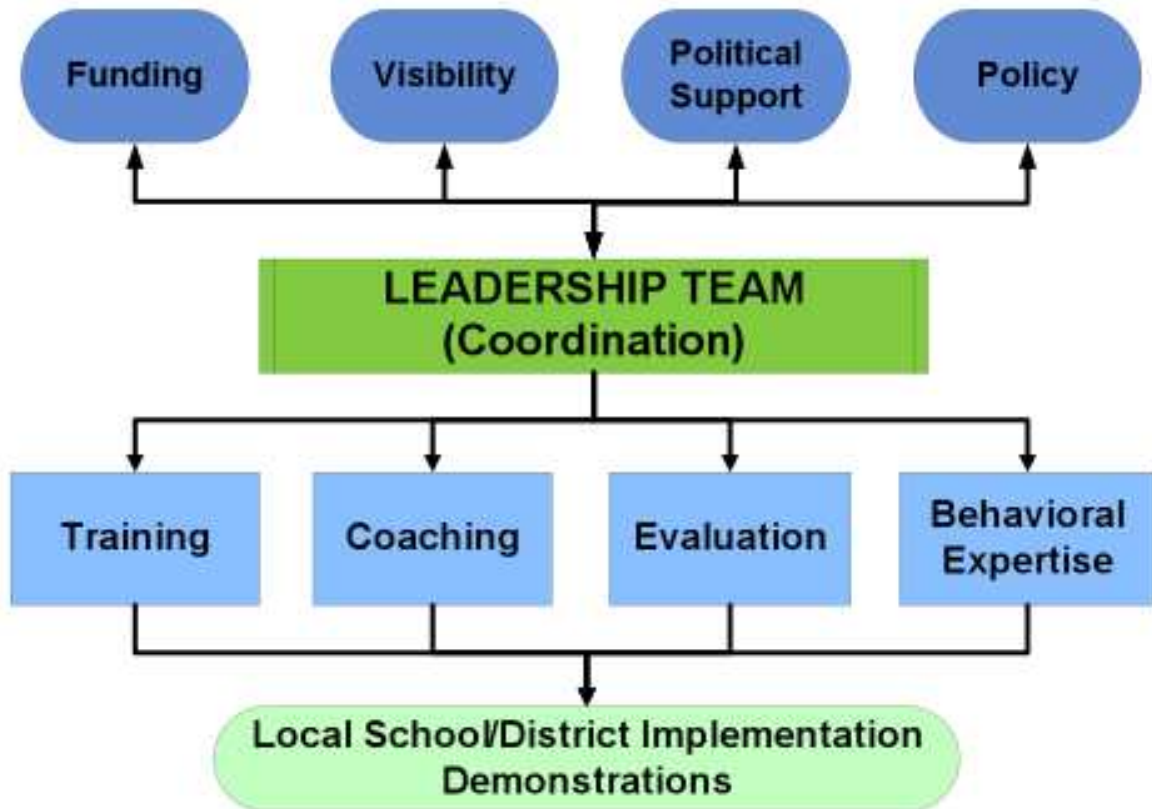 Funding
Visibility
Political
Support
Policy
LEADERSHIP TEAM
(Coordination)
Training
Coaching
Evaluation
Behavioral
Expertise
Local School/District Implementation
Demonstrations